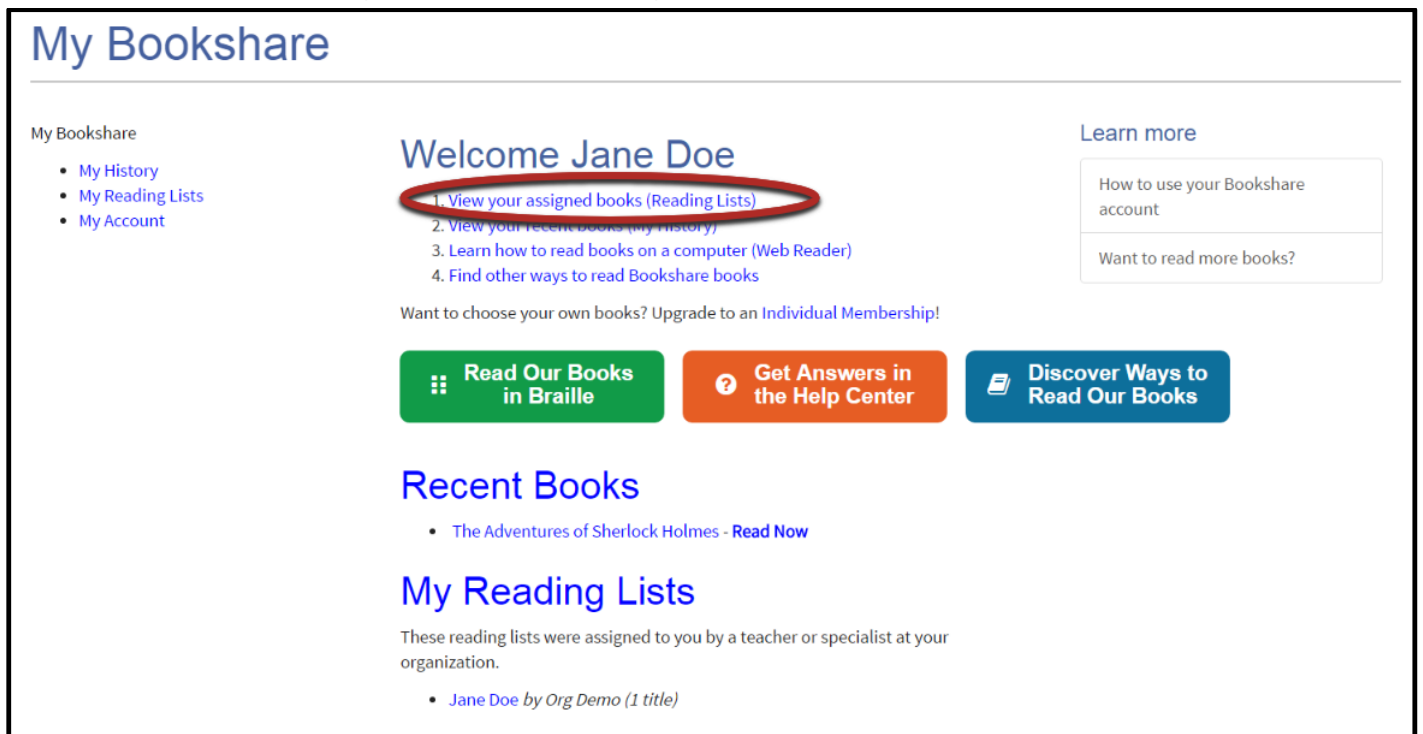 My Bookshare
My Bookshare
• My History
• My Reading Lists
• My Account
Welcome Jane Doe
1. View your assigned books (Reading Lists)
2. View your recent books (My History)
3. Learn how to read books on a computer (Web Reader)
4. Find other ways to read Bookshare books
Want to choose your own books? Upgrade to an Individual Membership!
Learn more
How to use your Bookshare
account
Want to read more books?
Read Our Books
in Braille
Get Answers in
the Help Center
Discover Ways to
Read Our Books
Recent Books
• The Adventures of Sherlock Holmes - Read Now
My Reading Lists
These reading lists were assigned to you by a teacher or specialist at your
organization.
• Jane Doe by Org Demo (1 title)